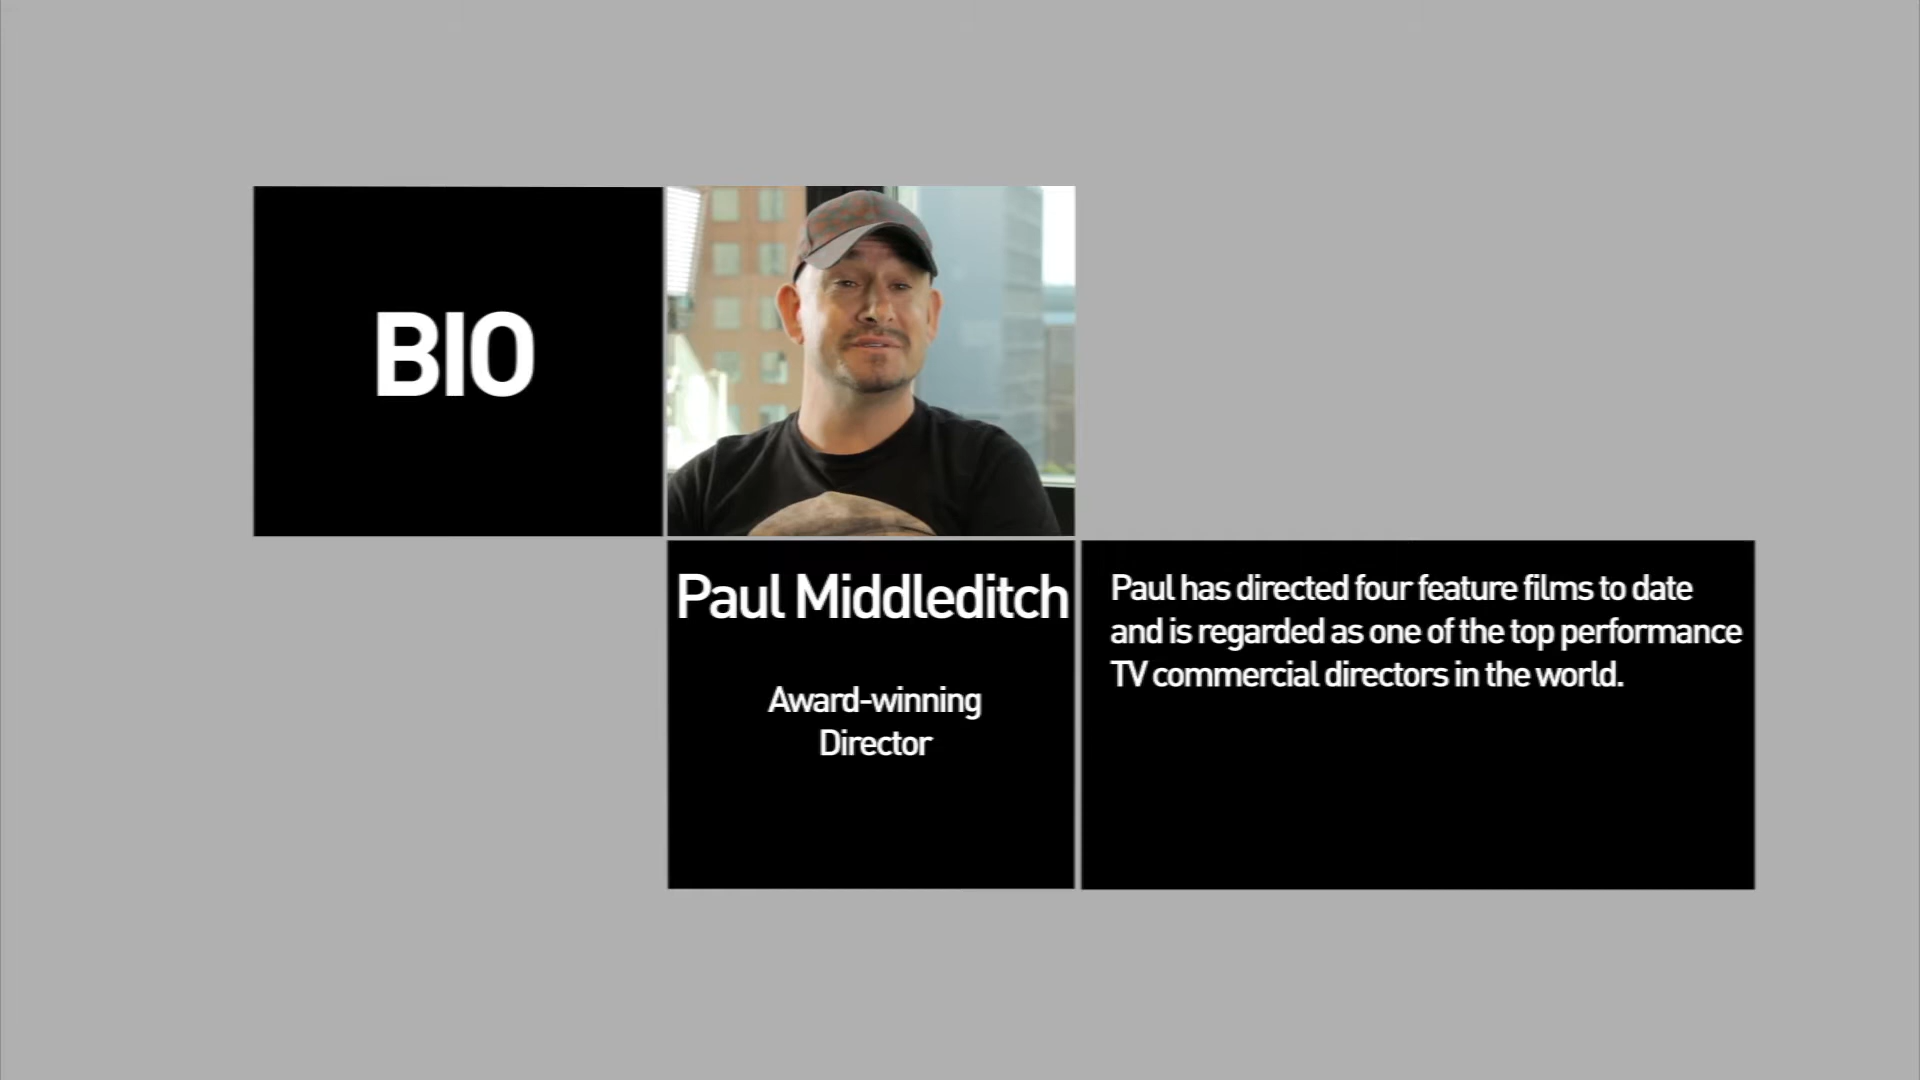 BIO
Paul Middleditch
Award-winning
Director
Paul has directed four feature films to date
and is regarded as one of the top performance
TV commercial directors in the world.